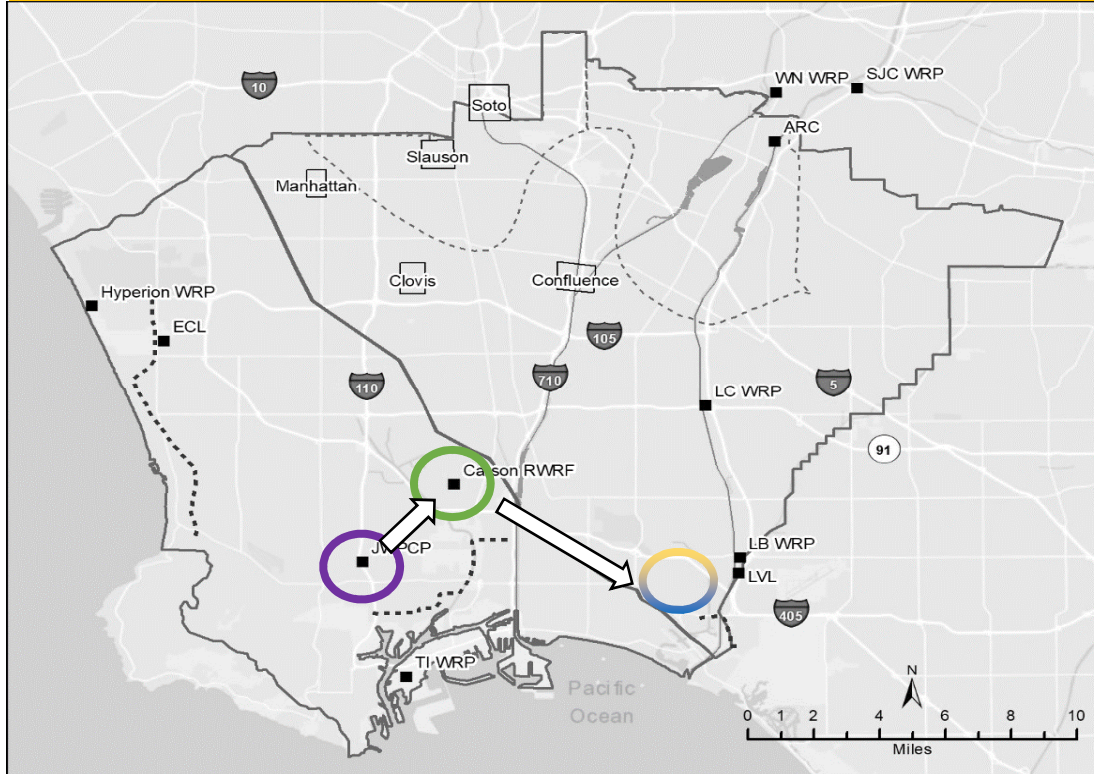 WN WRP
SJC WRP
10
Soto
ARC
Slauson
Manhattan
Clovis
Confluence
Hyperion WRP
ECL
105
110
710
5
LC WRP
91
Carson RWRF
JWPCP
LB WRP
LVL
405
TI WRP
Pacific
Ocean
N
0 2 4 6 8 10
Miles